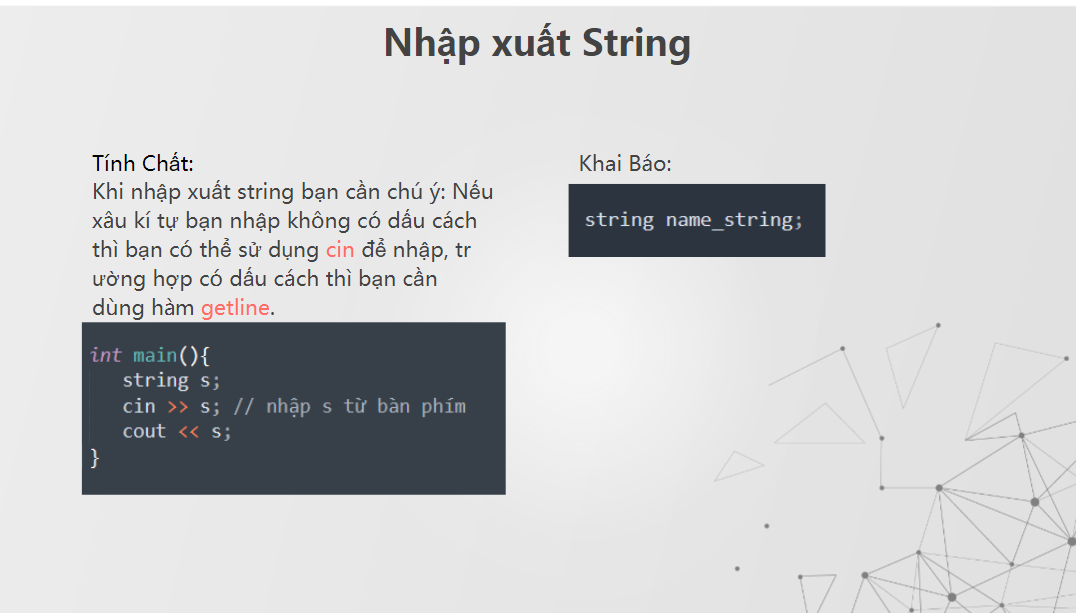 Nhập xuất String
Tính Chất:
Khi nhập xuất string bạn cần chú ý: Nếu
xâu kí tự bạn nhập không có dấu cách
thì bạn có thể sử dụng cin để nhập, tr
ường hợp có dấu cách thì bạn cần
dùng hàm getline.
int main(){
string s;
cin >> s; // nhập s từ bàn phím
cout << s;
}
Khai Báo:
string name_string;